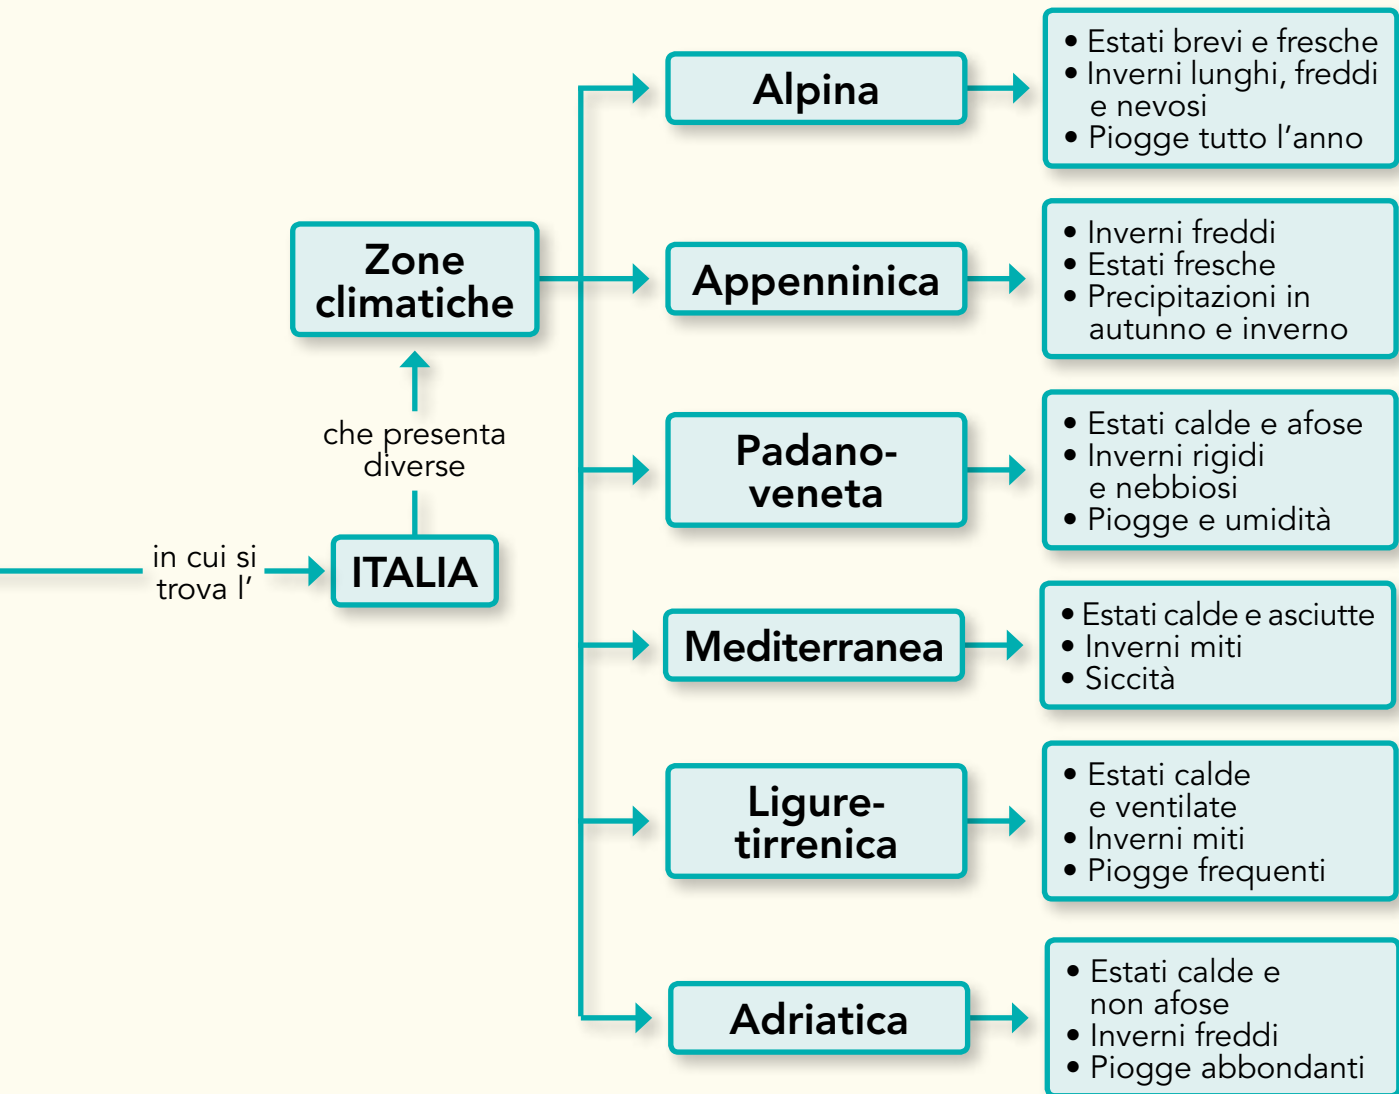 in cui si
trova l'
ITALIA
che presenta
diverse
Zone
climatiche
Alpina
• Estati brevi e fresche
• Inverni lunghi, freddi
e nevosi
• Piogge tutto l'anno
Appenninica
• Inverni freddi
• Estati fresche
• Precipitazioni in
autunno e inverno
Padano-
veneta
• Estati calde e afose
• Inverni rigidi
e nebbiosi
• Piogge e umidità
Mediterranea
• Estati calde e asciutte
• Inverni miti
• Siccità
Ligure-
tirrenica
• Estati calde
e ventilate
• Inverni miti
• Piogge frequenti
Adriatica
• Estati calde e
non afose
• Inverni freddi
• Piogge abbondanti